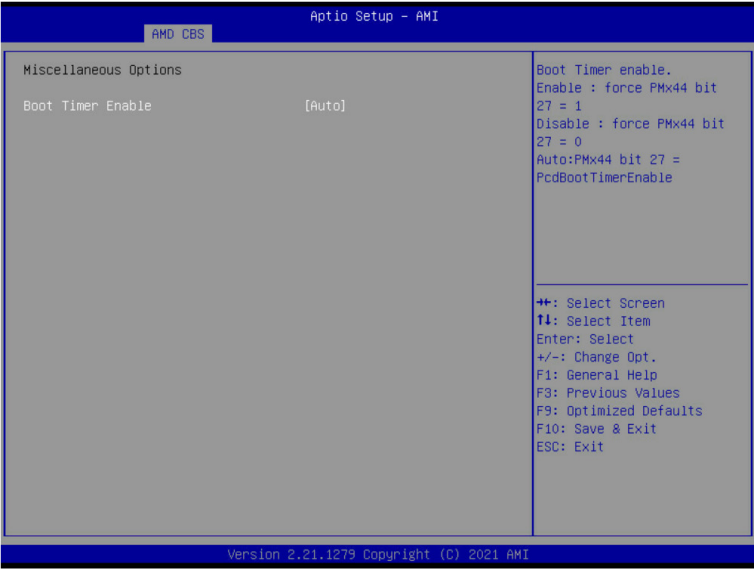 Aptio Setup – AMI
AMD CBS
Miscellaneous Options
Boot Timer Enable [Auto]
Boot Timer enable.
Enable : force PMx44 bit
27 = 1
Disable : force PMx44 bit
27 = 0
Auto:PMx44 bit 27 =
PcdBootTimerEnable
→←: Select Screen
↑↓: Select Item
Enter: Select
+/-: Change Opt.
F1: General Help
F3: Previous Values
F9: Optimized Defaults
F10: Save & Exit
ESC: Exit
Version 2.21.1279 Copyright (C) 2021 AMI